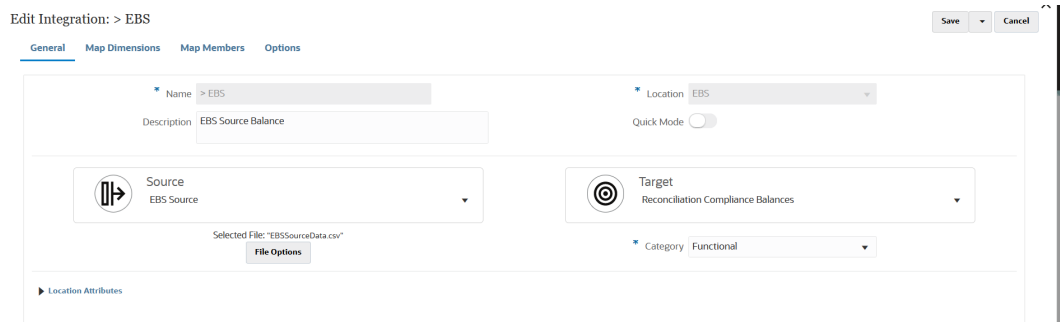 Edit Integration: > EBS
Save Cancel
General Map Dimensions Map Members Options
* Name > EBS
* Location EBS
Description EBS Source Balance
Quick Mode
Source
EBS Source
Target
Reconciliation Compliance Balances
Selected File: "EBSSourceData.csv"
File Options
* Category Functional
Location Attributes